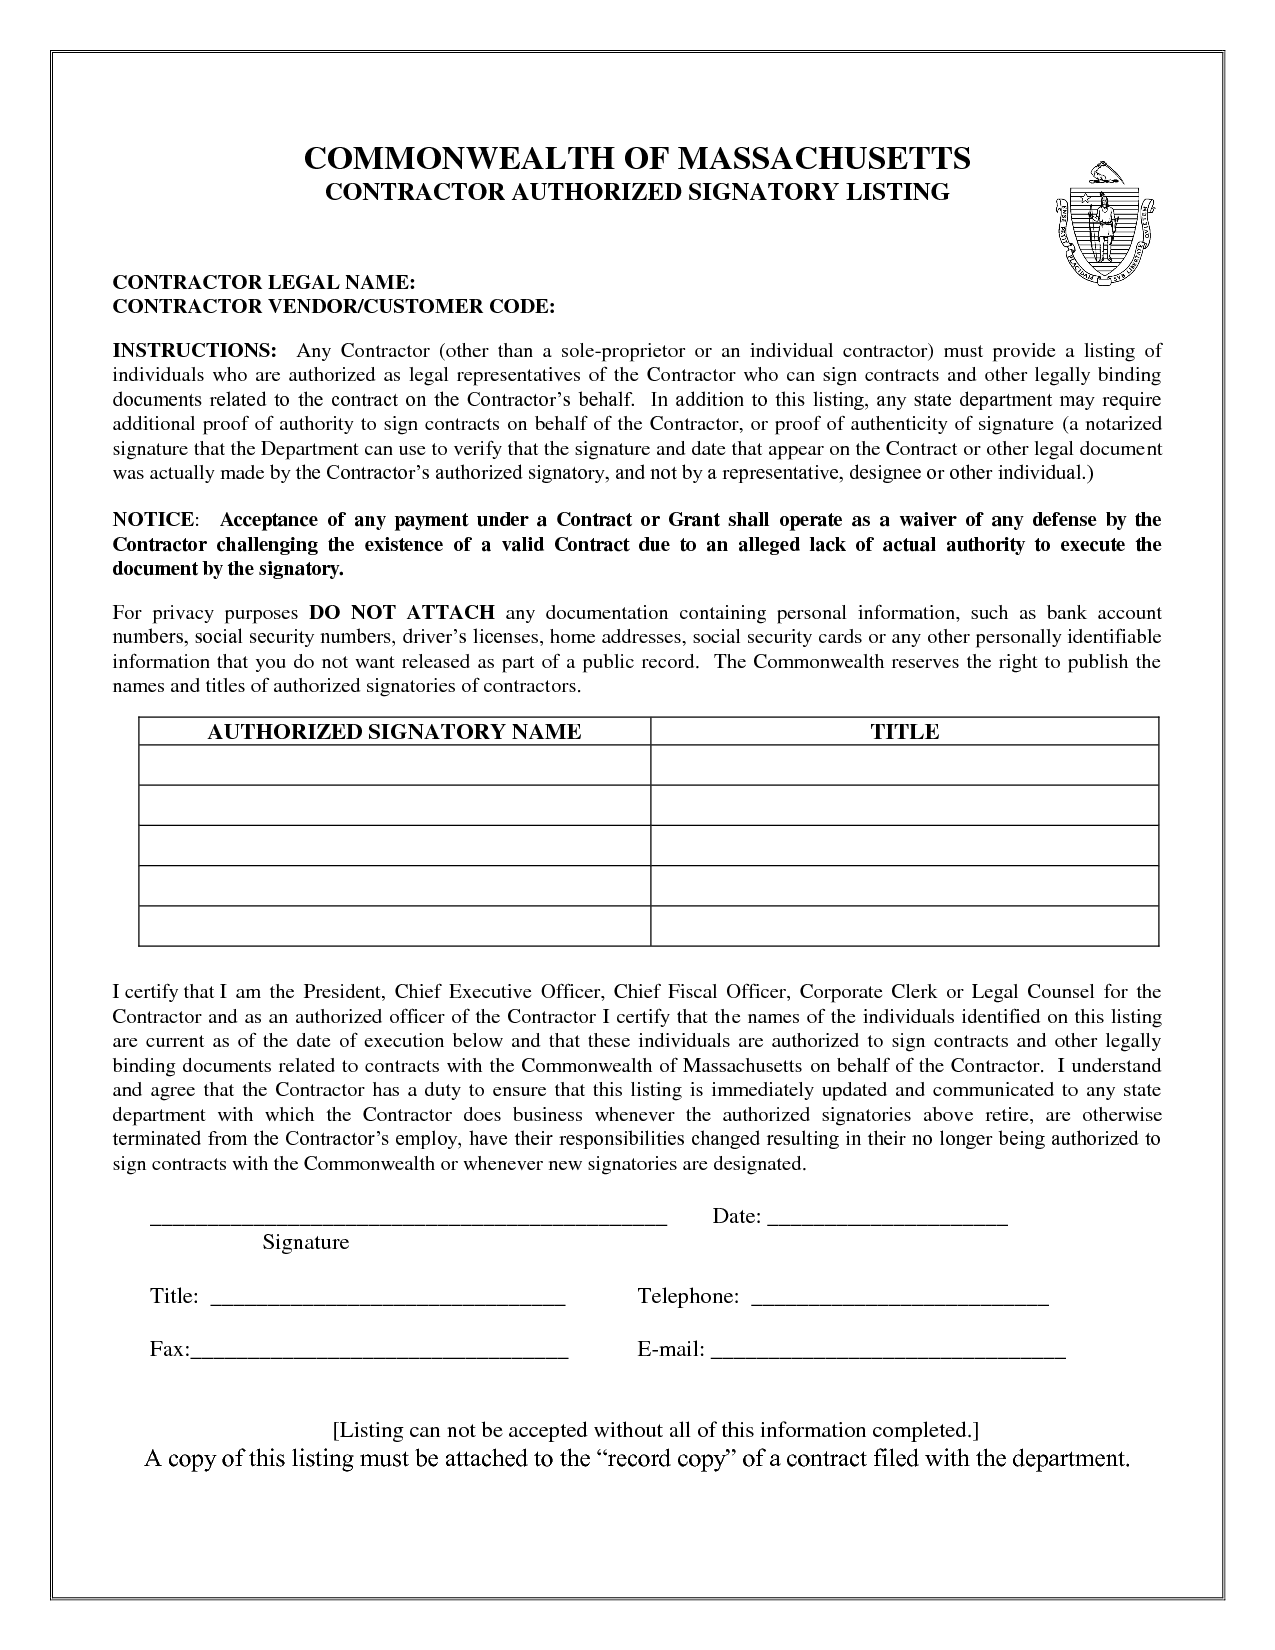 COMMONWEALTH OF MASSACHUSETTS
CONTRACTOR AUTHORIZED SIGNATORY LISTING
CONTRACTOR LEGAL NAME:
CONTRACTOR VENDOR/CUSTOMER CODE:
INSTRUCTIONS: Any Contractor (other than a sole-proprietor or an individual contractor) must provide a listing of
individuals who are authorized as legal representatives of the Contractor who can sign contracts and other legally binding
documents related to the contract on the Contractor's behalf. In addition to this listing, any state department may require
additional proof of authority to sign contracts on behalf of the Contractor, or proof of authenticity of signature (a notarized
signature that the Department can use to verify that the signature and date that appear on the Contract or other legal document
was actually made by the Contractor's authorized signatory, and not by a representative, designee or other individual.)
NOTICE: Acceptance of any payment under a Contract or Grant shall operate as a waiver of any defense by the
Contractor challenging the existence of a valid Contract due to an alleged lack of actual authority to execute the
document by the signatory.
For privacy purposes DO NOT ATTACH any documentation containing personal information, such as bank account
numbers, social security numbers, driver's licenses, home addresses, social security cards or any other personally identifiable
information that you do not want released as part of a public record. The Commonwealth reserves the right to publish the
names and titles of authorized signatories of contractors.
AUTHORIZED SIGNATORY NAME TITLE
I certify that I am the President, Chief Executive Officer, Chief Fiscal Officer, Corporate Clerk or Legal Counsel for the
Contractor and as an authorized officer of the Contractor I certify that the names of the individuals identified on this listing
are current as of the date of execution below and that these individuals are authorized to sign contracts and other legally
binding documents related to contracts with the Commonwealth of Massachusetts on behalf of the Contractor. I understand
and agree that the Contractor has a duty to ensure that this listing is immediately updated and communicated to any state
department with which the Contractor does business whenever the authorized signatories above retire, are otherwise
terminated from the Contractor's employ, have their responsibilities changed resulting in their no longer being authorized to
sign contracts with the Commonwealth or whenever new signatories are designated.
_____________________________________________ Date: _____________________
Signature
Title: _______________________________ Telephone: __________________________
Fax:_________________________________ E-mail: _______________________________
[Listing can not be accepted without all of this information completed.]
A copy of this listing must be attached to the “record copy” of a contract filed with the department.